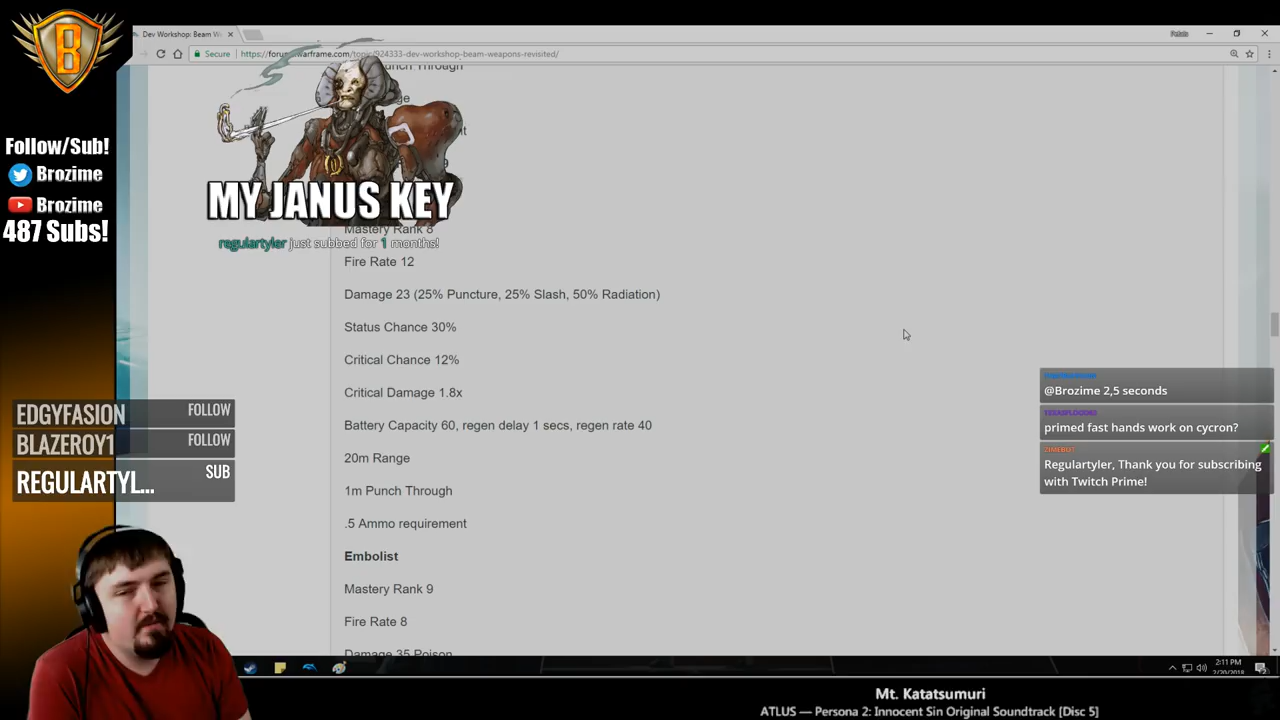 Dev Workshop: Beam W
Secure
warframe.com/topic/924333-dev-workshop-beam-weapons-revisited/
B
Follow/Sub!
Brozime
Brozime
487 Subs!
MY JANUS KEY
regulartyler just subbed for 1 months!
Mastery Rank 8
Fire Rate 12
Damage 23 (25% Puncture, 25% Slash, 50% Radiation)
Status Chance 30%
Critical Chance 12%
Critical Damage 1.8x
Battery Capacity 60, regen delay 1 secs, regen rate 40
20m Range
1m Punch Through
.5 Ammo requirement
Embolist
Mastery Rank 9
Fire Rate 8
Damage 35 Poison
EDGYFASION FOLLOW
BLAZEROY1 FOLLOW
REGULARTYL... SUB
@Brozime 2,5 seconds
primed fast hands work on cycron?
Regulartyler, Thank you for subscribing
with Twitch Prime!
2:11 PM
2/20/2018
Mt. Katatsumuri
ATLUS — Persona 2: Innocent Sin Original Soundtrack [Disc 5]